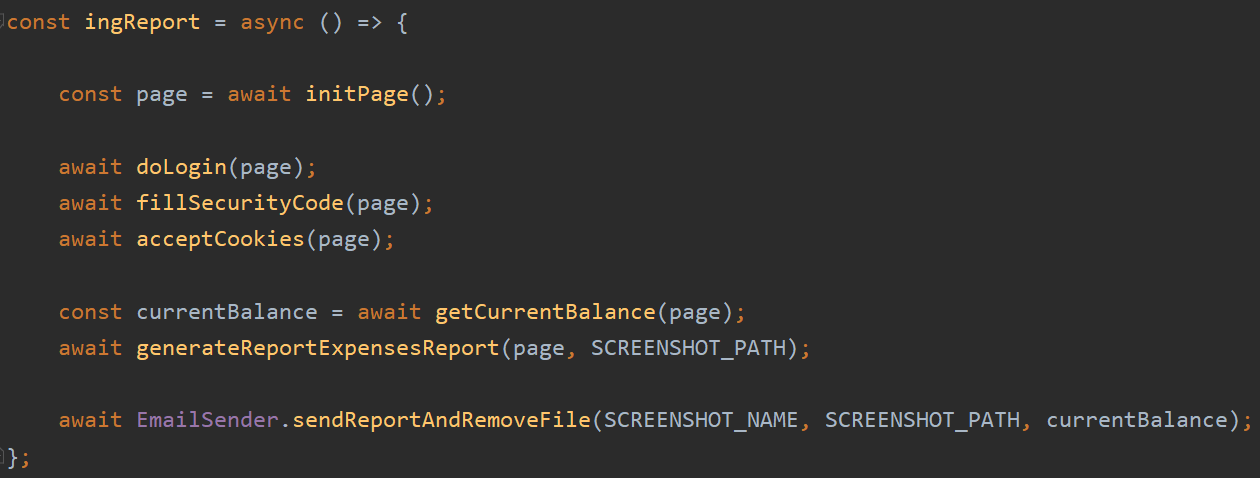 const ingReport = async () => {
const page = await initPage();
await doLogin(page);
await fillSecurityCode(page);
await acceptCookies(page);
const currentBalance = await getCurrentBalance(page);
await generateReportExpensesReport(page, SCREENSHOT_PATH);
await EmailSender.sendReportAndRemoveFile(SCREENSHOT_NAME, SCREENSHOT_PATH, currentBalance);
};